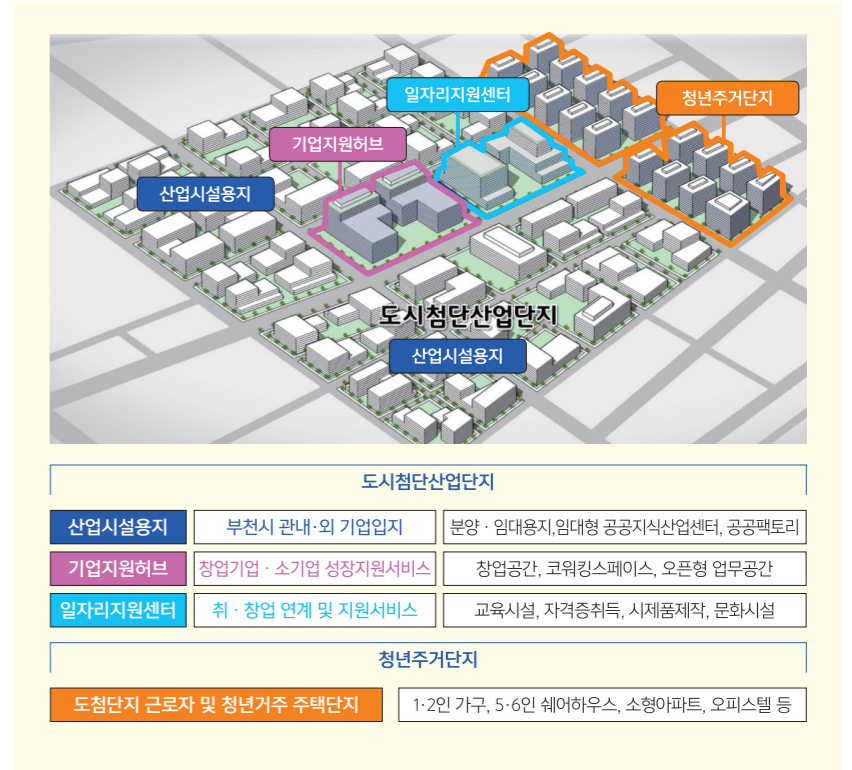 일자리지원센터
청년주거단지
기업지원허브
산업시설용지
도시첨단산업단지
산업시설용지
도시첨단산업단지
산업시설용지 부천시 관내·외 기업입지 분양 · 임대용지,임대형 공공지식산업센터, 공공팩토리
기업지원허브 창업기업 · 소기업 성장지원서비스 창업공간, 코워킹스페이스, 오픈형 업무공간
일자리지원센터 취 · 창업 연계 및 지원서비스 교육시설, 자격증취득, 시제품제작, 문화시설
청년주거단지
도첨단지 근로자 및 청년거주 주택단지 1·2인 가구, 5·6인 쉐어하우스, 소형아파트, 오피스텔 등